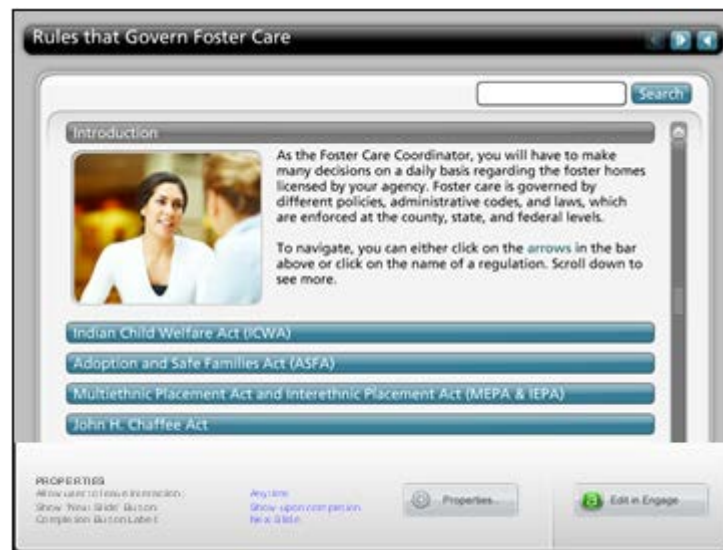 Rules that Govern Foster Care
Search
Introduction
As the Foster Care Coordinator, you will have to make
many decisions on a daily basis regarding the foster homes
licensed by your agency. Foster care is governed by
different policies, administrative codes, and laws, which
are enforced at the county, state, and federal levels.
To navigate, you can either click on the arrows in the bar
above or click on the name of a regulation. Scroll down to
see more.
Indian Child Welfare Act (ICWA)
Adoption and Safe Families Act (ASFA)
Multiethnic Placement Act and Interethnic Placement Act (MEPA & IEPA)
John H. Chaffee Act
PROPERTIES
Allow user to leave interaction: Anytime
Show 'Next Slide' Button: Show upon completion
Completion Button Label: Next Slide
Properties...
Edit in Engage